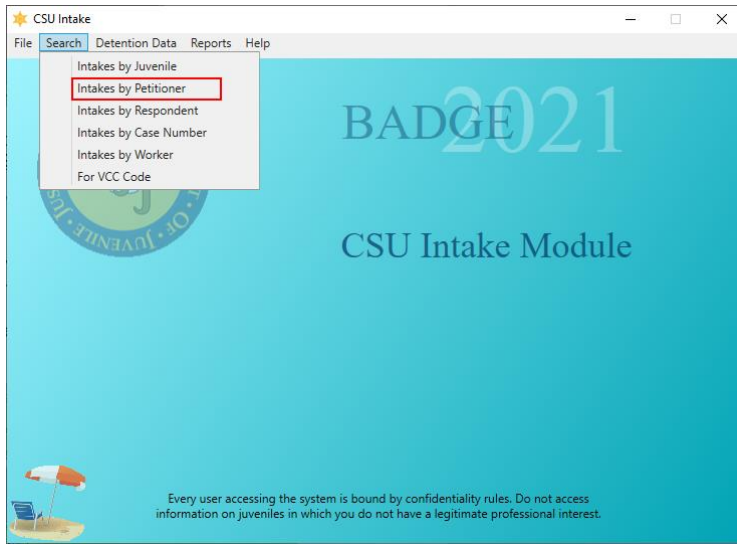 CSU Intake
File Search Detention Data Reports Help
Intakes by Juvenile
Intakes by Petitioner
Intakes by Respondent
Intakes by Case Number
Intakes by Worker
For VCC Code
BADGE 2021
T OF JUVENILE JUS
CSU Intake Module
Every user accessing the system is bound by confidentiality rules. Do not access
information on juveniles in which you do not have a legitimate professional interest.